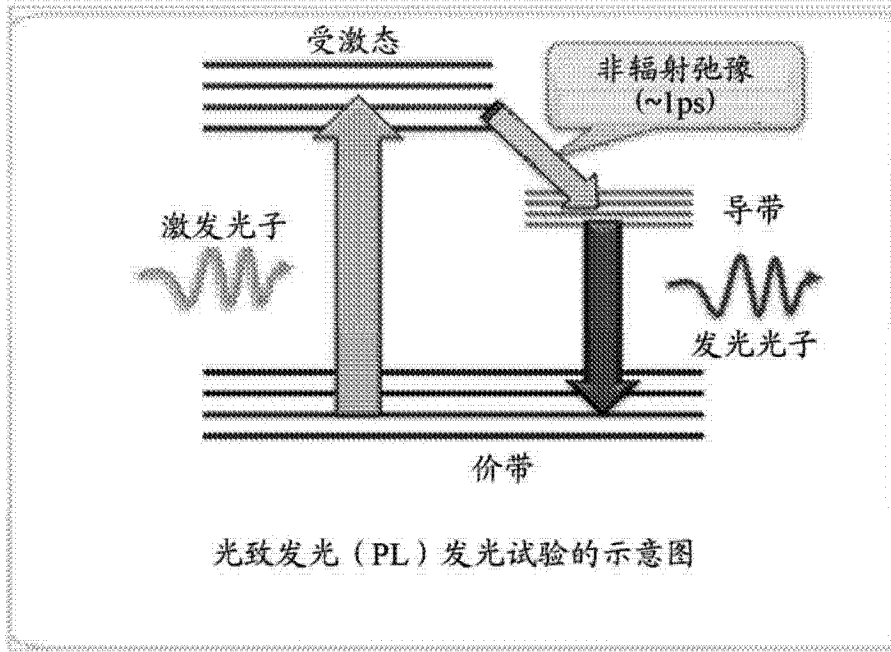 受激态
非辐射弛豫
(~1ps)
导带
激发光子
发光光子
价带
光致发光（PL）发光试验的示意图